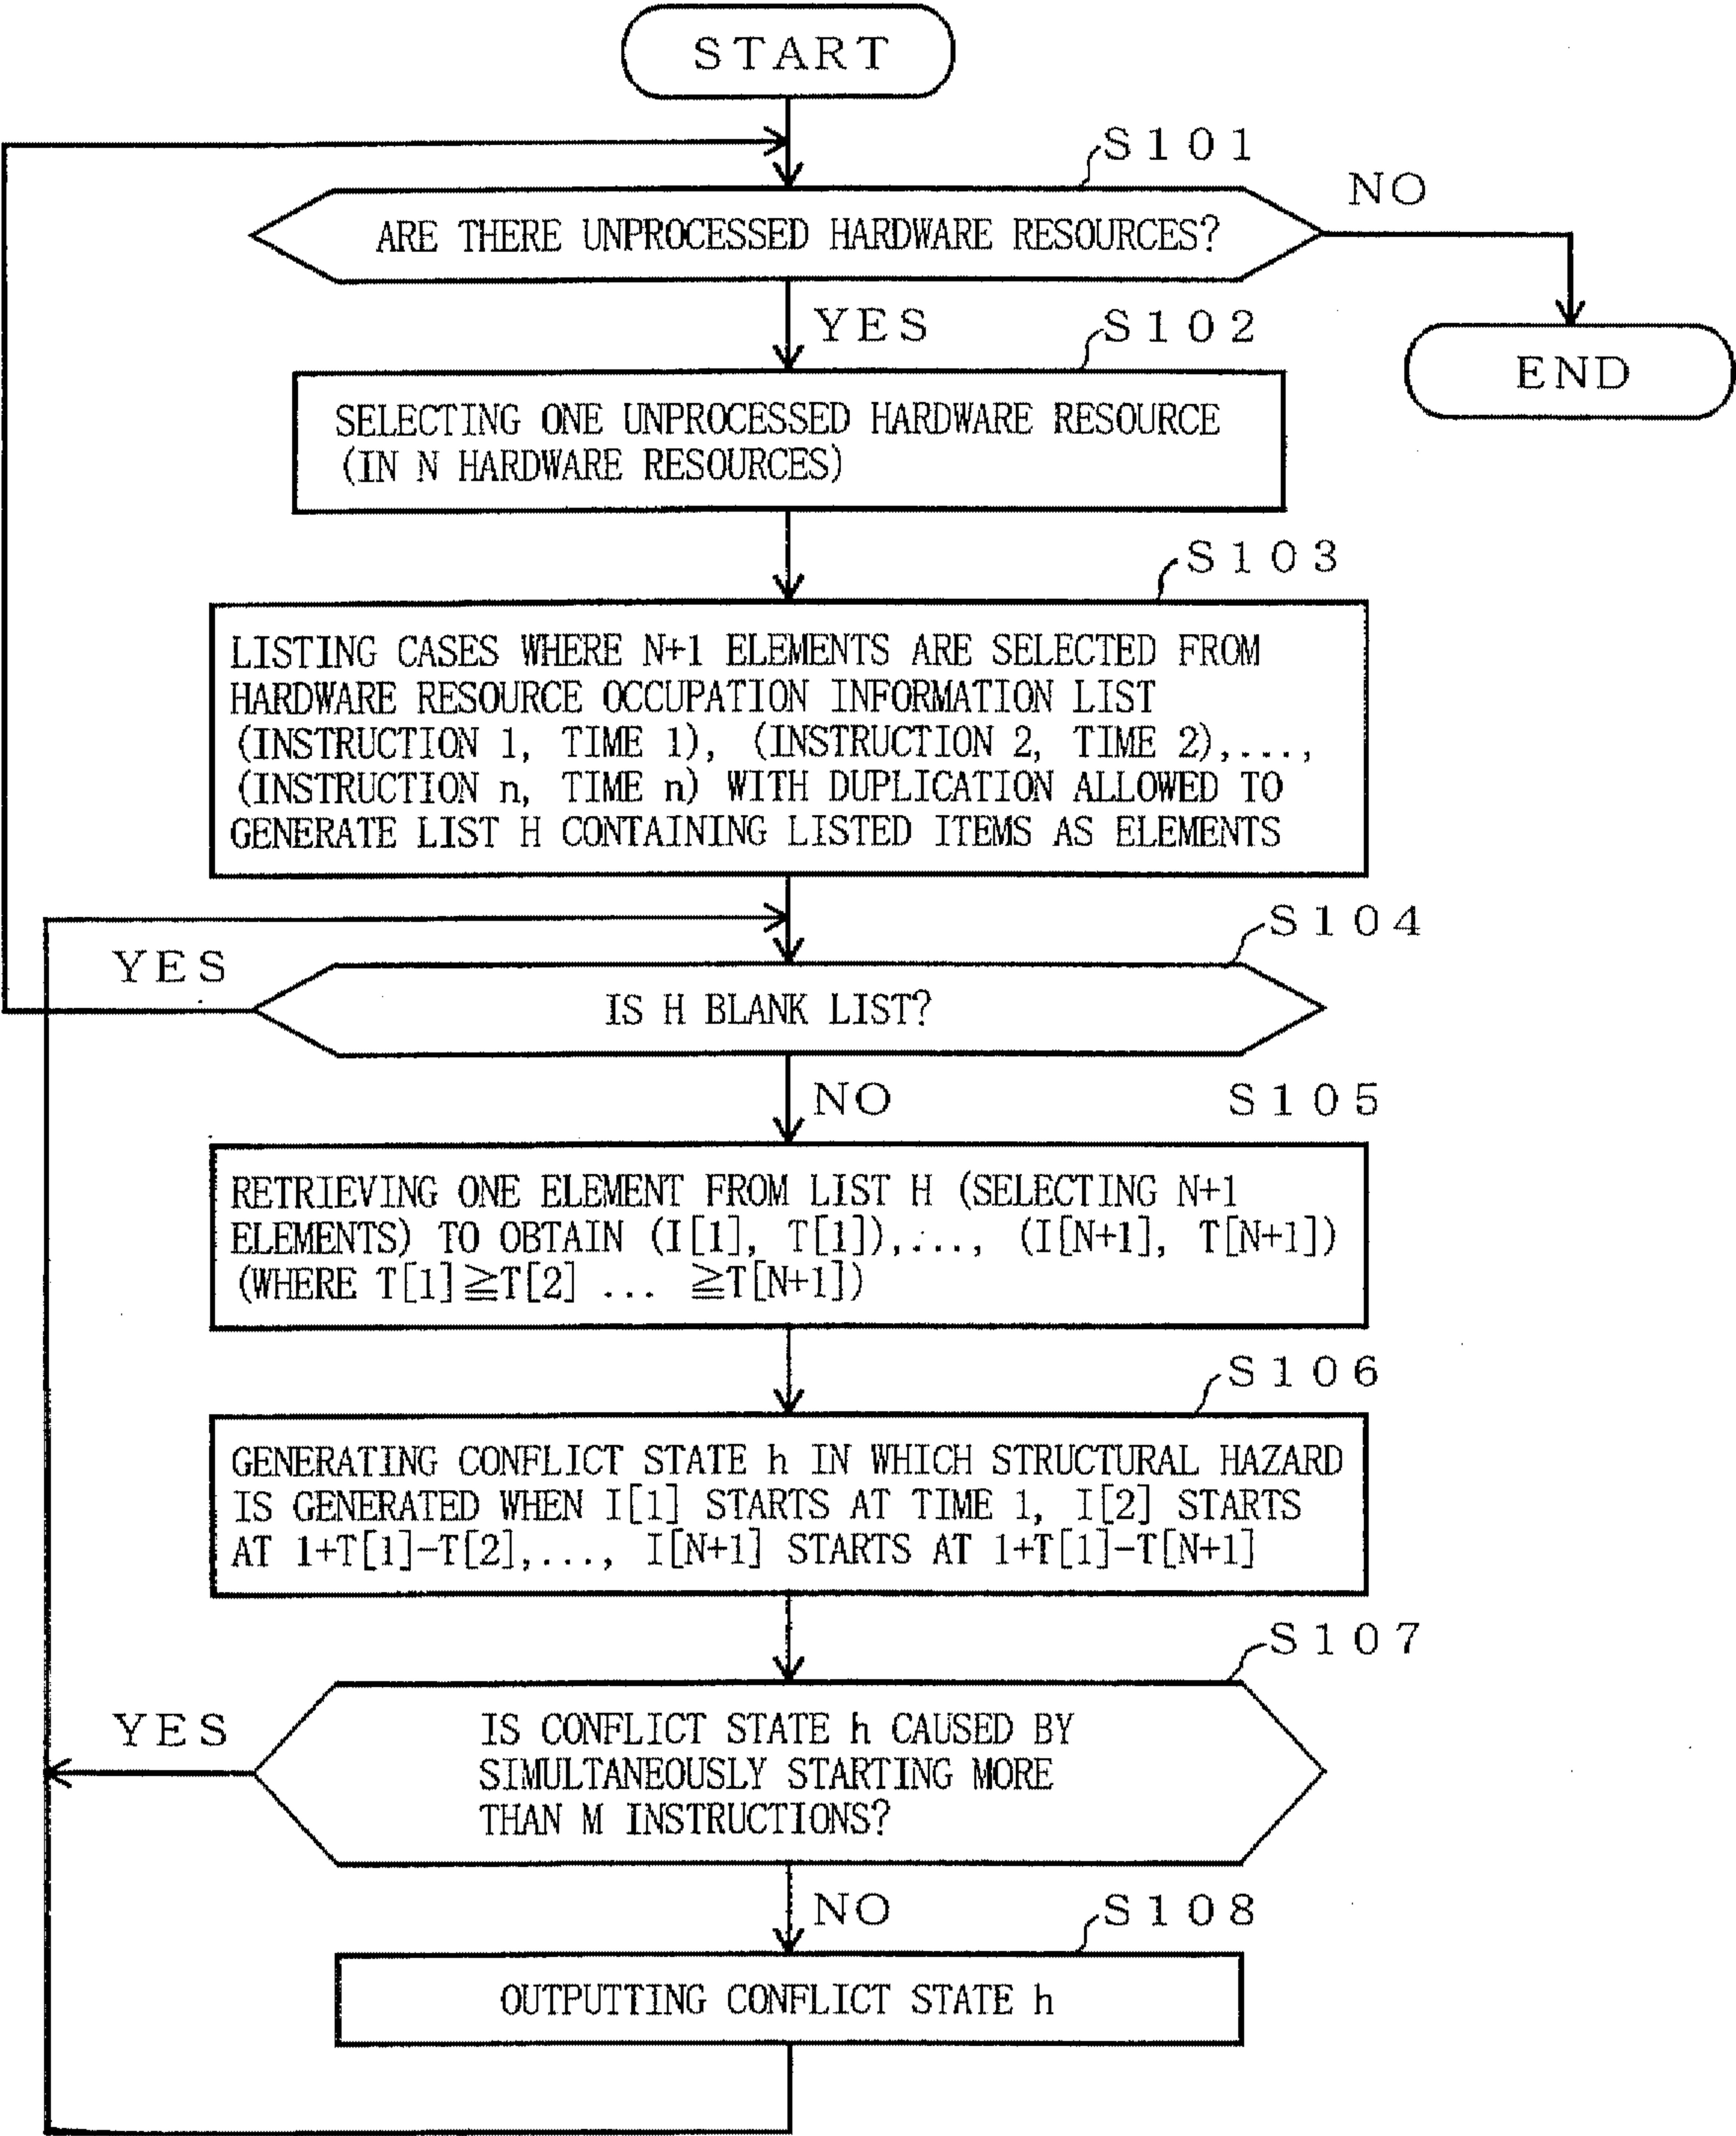 START
S101
ARE THERE UNPROCESSED HARDWARE RESOURCES?
NO
END
YES
S102
SELECTING ONE UNPROCESSED HARDWARE RESOURCE
(IN N HARDWARE RESOURCES)
S103
LISTING CASES WHERE N+1 ELEMENTS ARE SELECTED FROM
HARDWARE RESOURCE OCCUPATION INFORMATION LIST
(INSTRUCTION 1, TIME 1), (INSTRUCTION 2, TIME 2),...,
(INSTRUCTION n, TIME n) WITH DUPLICATION ALLOWED TO
GENERATE LIST H CONTAINING LISTED ITEMS AS ELEMENTS
S104
YES
IS H BLANK LIST?
NO
S105
RETRIEVING ONE ELEMENT FROM LIST H (SELECTING N+1
ELEMENTS) TO OBTAIN (I[1], T[1]),..., (I[N+1], T[N+1])
(WHERE T[1]≧T[2] ... ≧T[N+1])
S106
GENERATING CONFLICT STATE h IN WHICH STRUCTURAL HAZARD
IS GENERATED WHEN I[1] STARTS AT TIME 1, I[2] STARTS
AT 1+T[1]-T[2],..., I[N+1] STARTS AT 1+T[1]-T[N+1]
S107
YES
IS CONFLICT STATE h CAUSED BY
SIMULTANEOUSLY STARTING MORE
THAN M INSTRUCTIONS?
NO
S108
OUTPUTTING CONFLICT STATE h